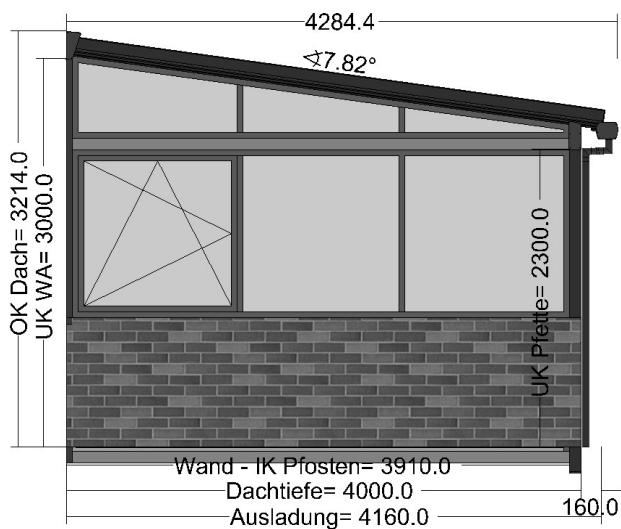 4284.4
∢7.82°
OK Dach= 3214.0
UK WA= 3000.0
UK Pfette= 2300.0
Wand - IK Pfosten= 3910.0
Dachtiefe= 4000.0
160.0
Ausladung= 4160.0